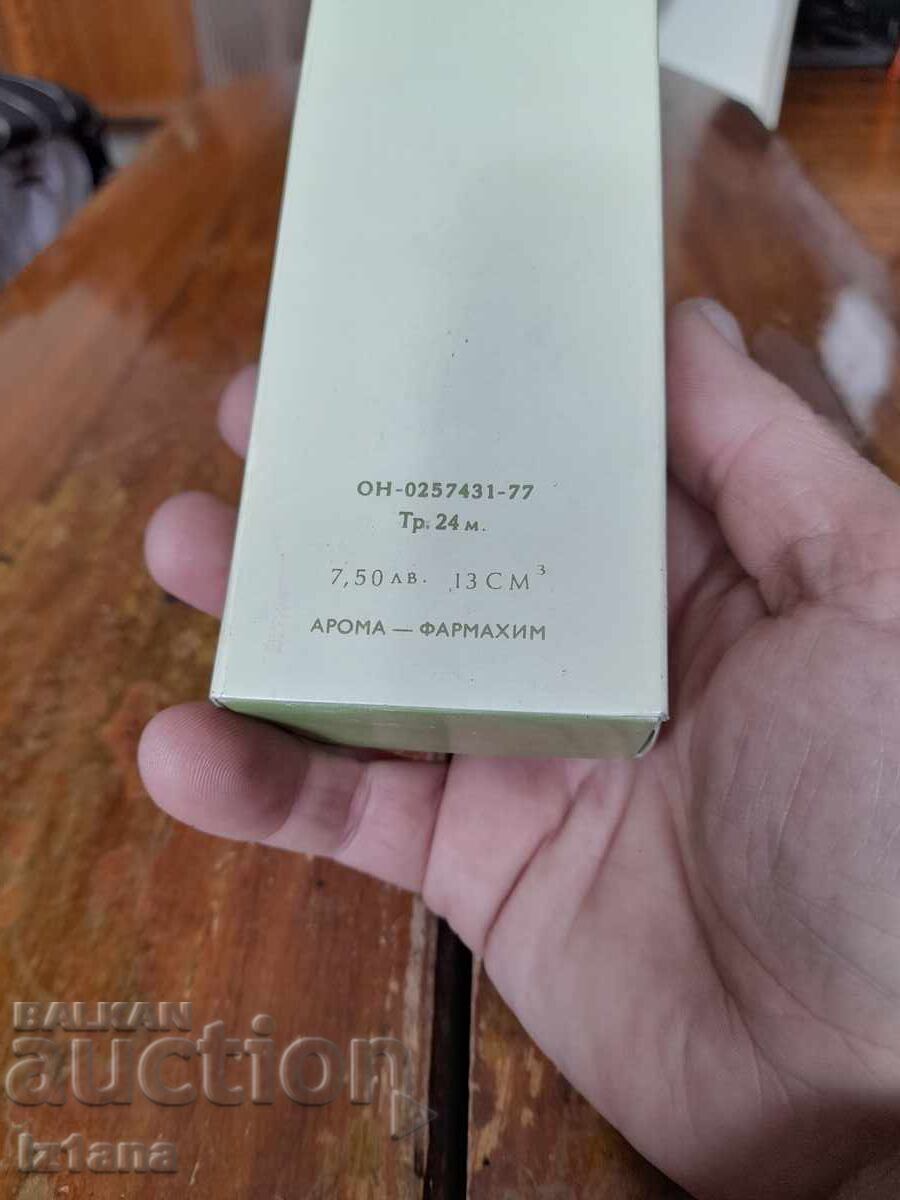 ОН-0257431-77
Тр. 24 м.
7,50 лв. 13 СМ³
АРОМА — ФАРМАХИМ
BALKAN
auction
Iz1ana